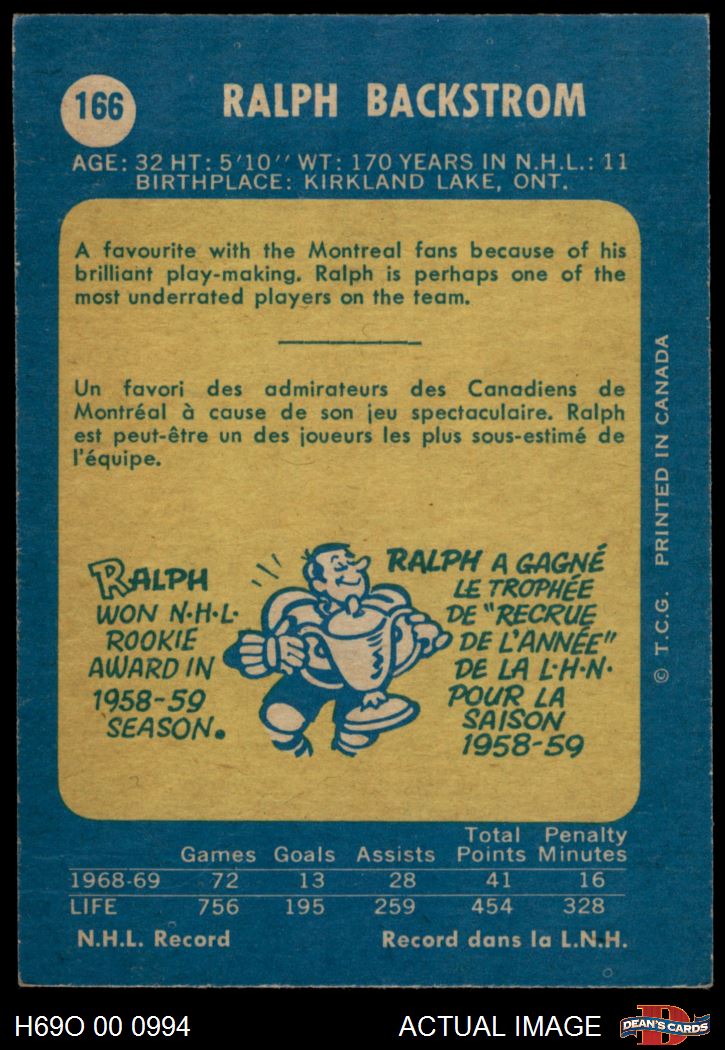 166
RALPH BACKSTROM
AGE: 32 HT: 5'10'' WT: 170 YEARS IN N.H.L.: 11
BIRTHPLACE: KIRKLAND LAKE, ONT.
A favourite with the Montreal fans because of his
brilliant play-making. Ralph is perhaps one of the
most underrated players on the team.
Un favori des admirateurs des Canadiens de
Montréal à cause de son jeu spectaculaire. Ralph
est peut-être un des joueurs les plus sous-estimé de
l'équipe.
RALPH
WON N·H·L·
ROOKIE
AWARD IN
1958-59
SEASON.
RALPH A GAGNÉ
LE TROPHÉE
DE "RECRUE
DE L'ANNÉE"
DE LA L·H·N·
POUR LA
SAISON
1958-59
© T.C.G. PRINTED IN CANADA
Total Penalty
Games Goals Assists Points Minutes
1968-69 72 13 28 41 16
LIFE 756 195 259 454 328
N.H.L. Record Record dans la L.N.H.
H69O 00 0994 ACTUAL IMAGE
D
DEAN'S CARDS